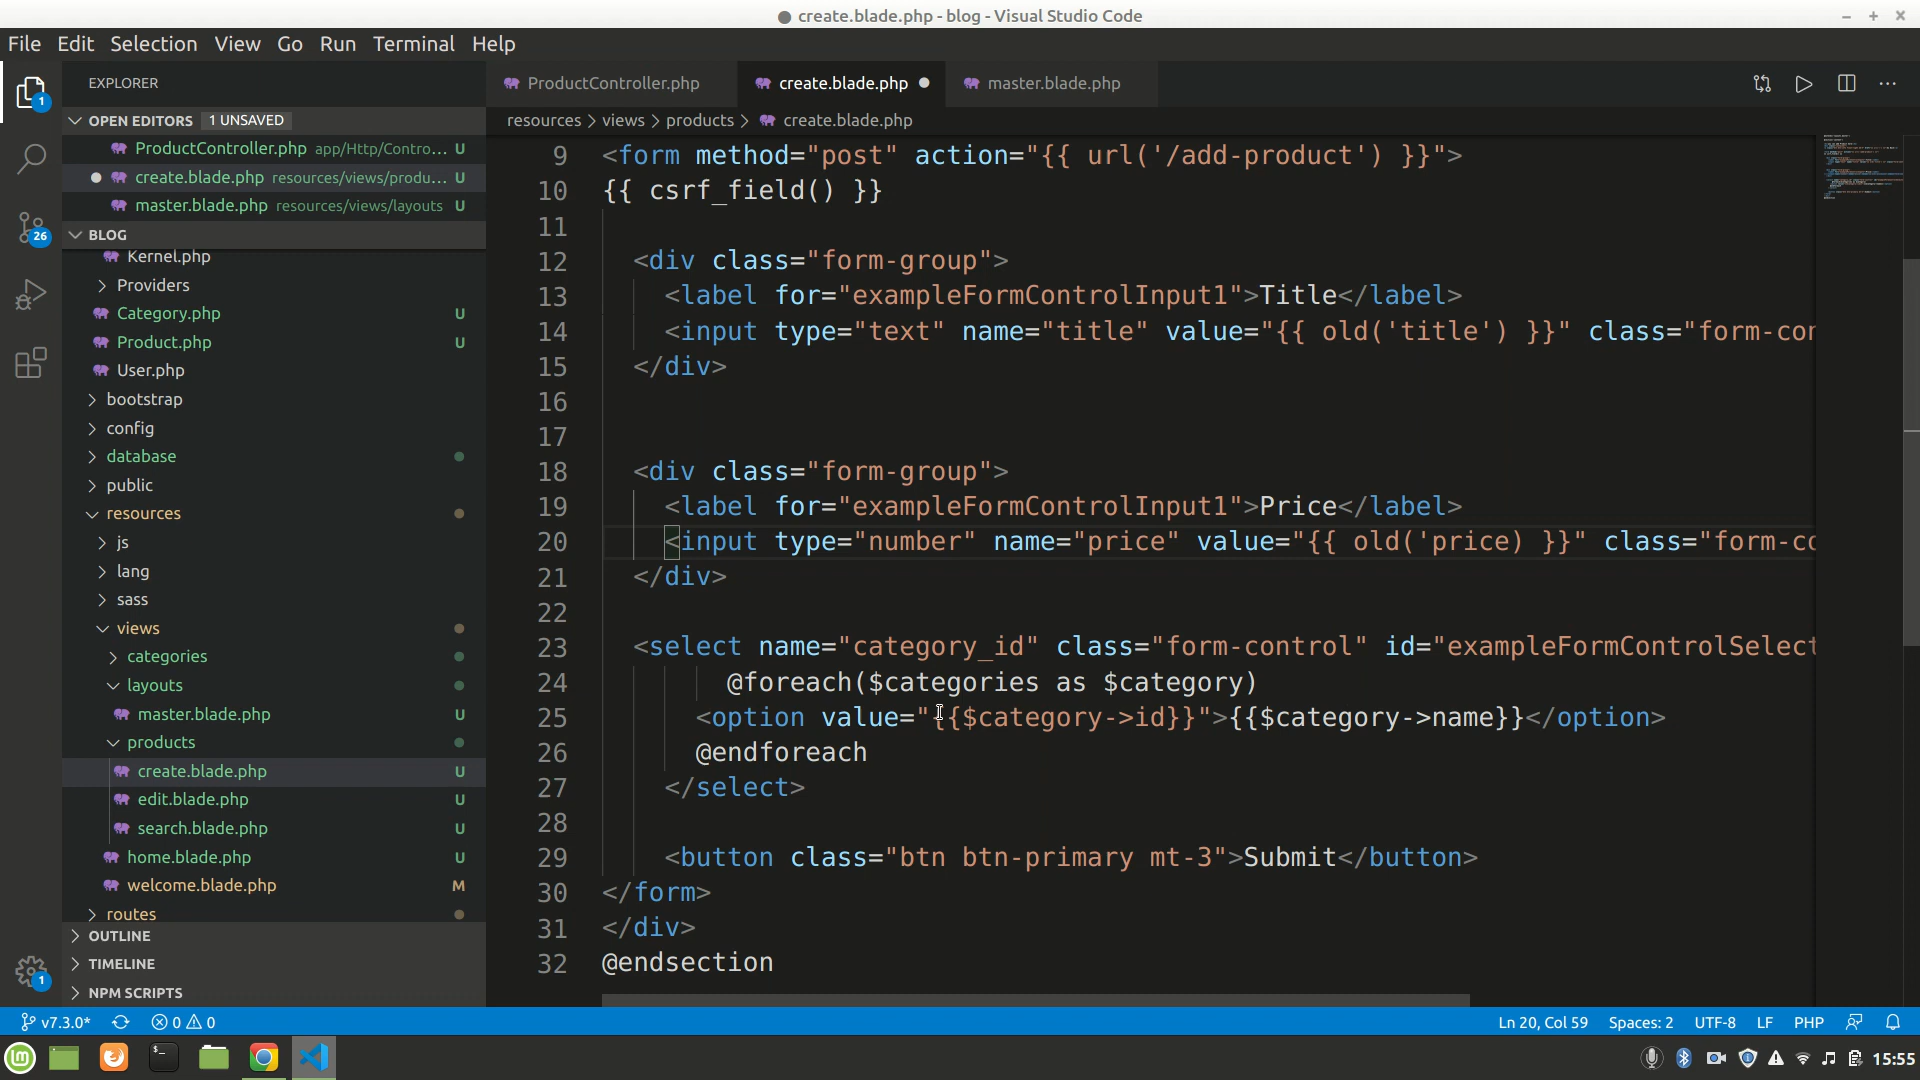 create.blade.php - blog - Visual Studio Code
File Edit Selection View Go Run Terminal Help
EXPLORER
OPEN EDITORS 1 UNSAVED
ProductController.php app/Http/Contro... U
create.blade.php resources/views/produ... U
master.blade.php resources/views/layouts U
BLOG
Kernel.php
Providers
Category.php U
Product.php U
User.php
bootstrap
config
database
public
resources
js
lang
sass
views
categories
layouts
master.blade.php U
products
create.blade.php U
edit.blade.php U
search.blade.php U
home.blade.php U
welcome.blade.php M
routes
OUTLINE
TIMELINE
NPM SCRIPTS
ProductController.php create.blade.php master.blade.php
resources > views > products > create.blade.php
9 <form method="post" action="{{ url('/add-product') }}">
10 {{ csrf_field() }}
11
12 <div class="form-group">
13 <label for="exampleFormControlInput1">Title</label>
14 <input type="text" name="title" value="{{ old('title') }}" class="form-con
15 </div>
16
17
18 <div class="form-group">
19 <label for="exampleFormControlInput1">Price</label>
20 <input type="number" name="price" value="{{ old('price) }}" class="form-co
21 </div>
22
23 <select name="category_id" class="form-control" id="exampleFormControlSelect
24 @foreach($categories as $category)
25 <option value="{{$category->id}}">{{$category->name}}</option>
26 @endforeach
27 </select>
28
29 <button class="btn btn-primary mt-3">Submit</button>
30 </form>
31 </div>
32 @endsection
1
26
1
v7.3.0* 0 0 Ln 20, Col 59 Spaces: 2 UTF-8 LF PHP
15:55